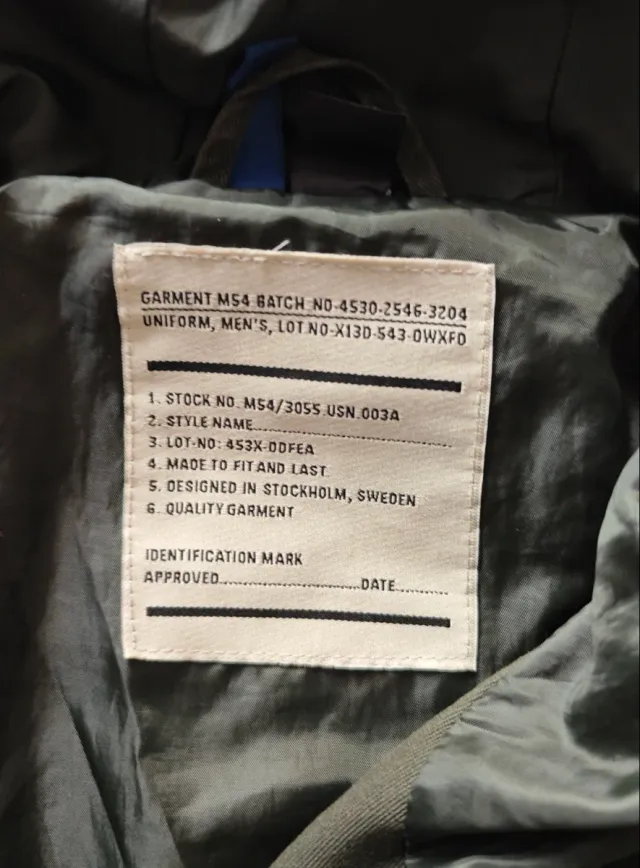 GARMENT M54 BATCH NO-4530-2546-3204
UNIFORM, MEN'S, LOT NO-X13D-543-DWXFD
1. STOCK NO. M54/3055.USN.003A
2. STYLE NAME
3. LOT-NO: 453X-DDFEA
4. MADE TO FIT AND LAST
5. DESIGNED IN STOCKHOLM, SWEDEN
6. QUALITY GARMENT
IDENTIFICATION MARK
APPROVED....................DATE..........